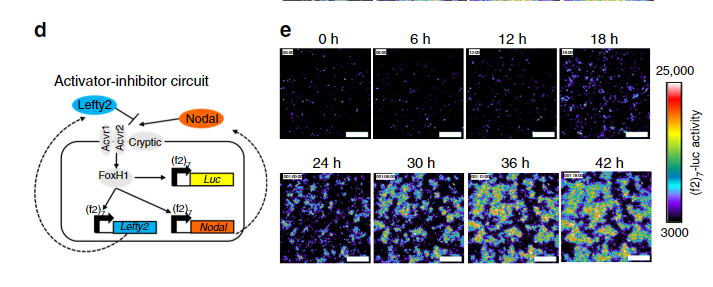 d
Activator-inhibitor circuit
Lefty2
Nodal
Acvr1
Acvr2
Cryptic
FoxH1
(f2)7
Luc
(f2)7
Lefty2
(f2)7
Nodal
e
0 h 6 h 12 h 18 h
24 h 30 h 36 h 42 h
25,000
(f2)7-luc activity
3000